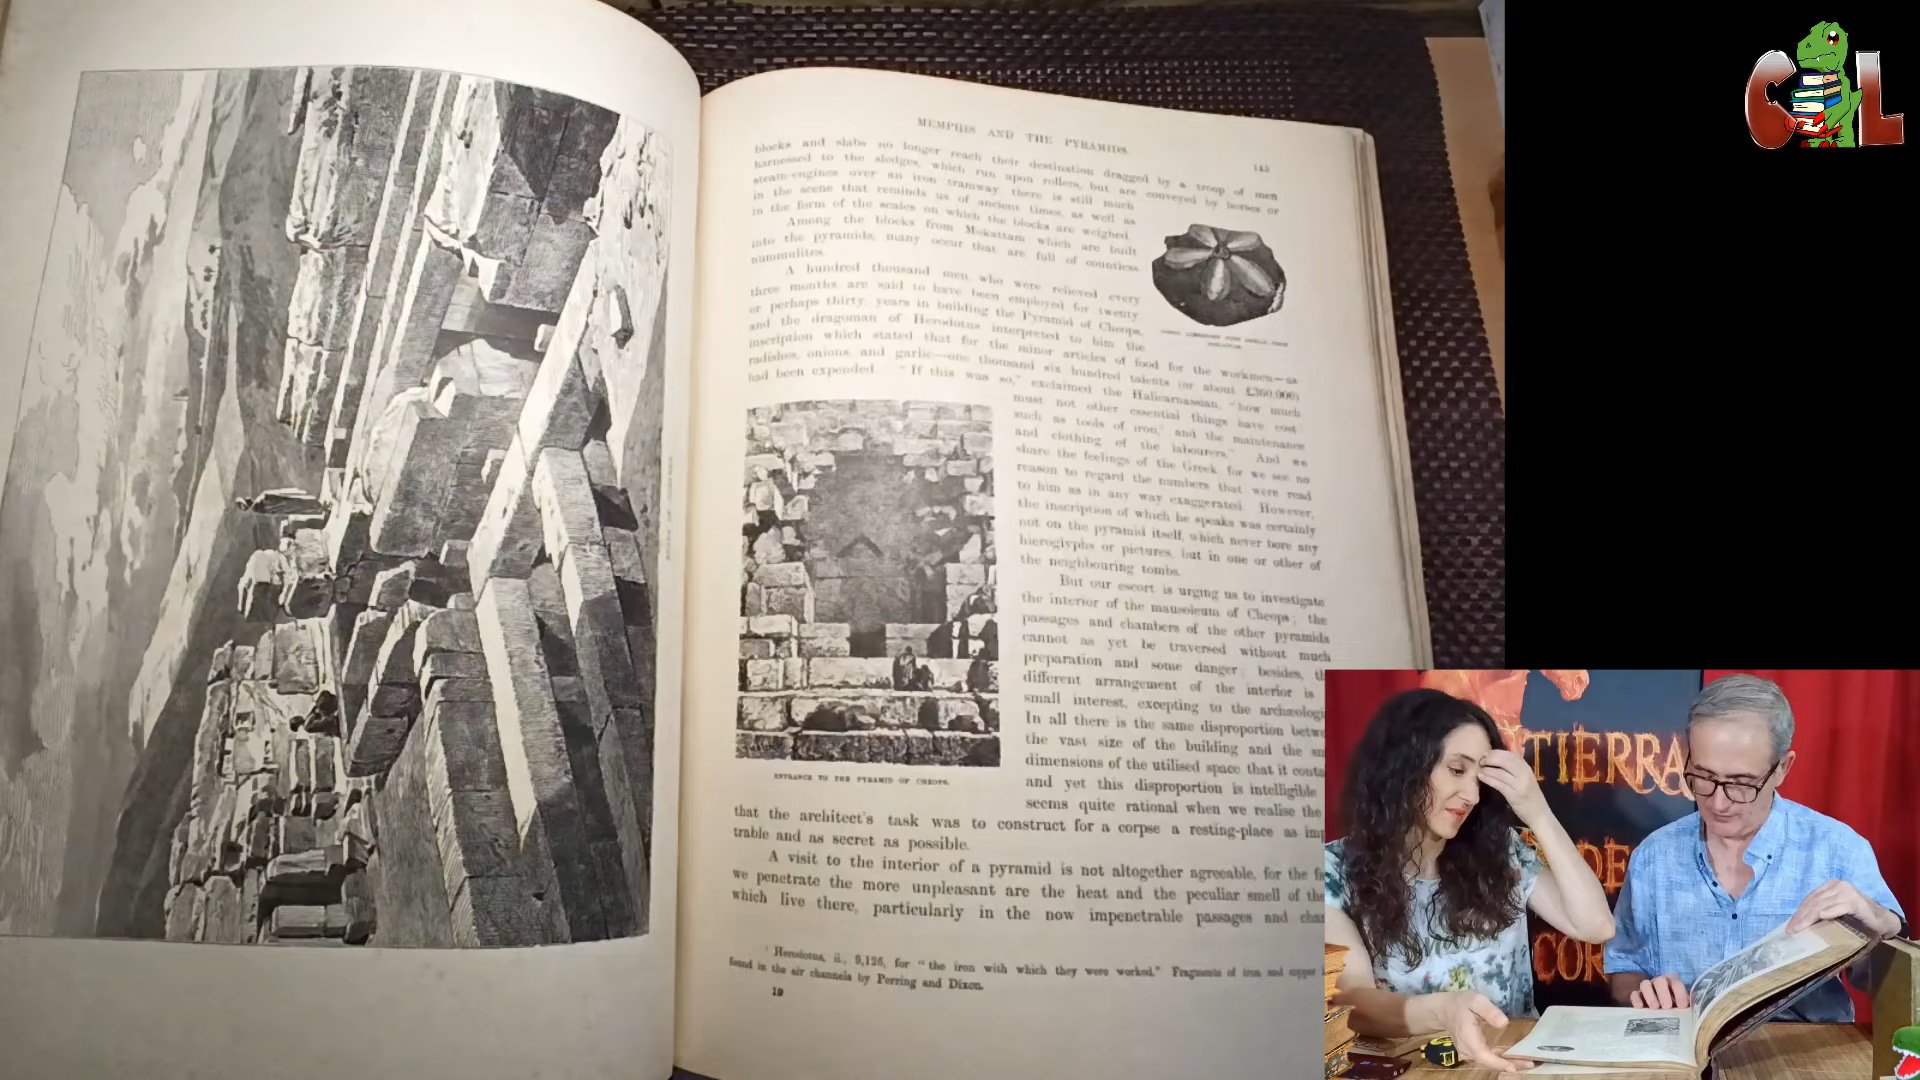 MEMPHIS AND THE PYRAMIDS.
145
blocks and slabs no longer reach their destination dragged by a troop of men
harnessed to the sledges, which run upon rollers, but are conveyed by horses or
steam-engines over an iron tramway there is still much
in the scene that reminds us of ancient times, as well as
in the form of the scales on which the blocks are weighed.
Among the blocks from Mokattam which are built
into the pyramids, many occur that are full of countless
nummulites.
A hundred thousand men, who were relieved every
three months, are said to have been employed for twenty
or perhaps thirty, years in building the Pyramid of Cheops,
and the dragoman of Herodotus interpreted to him the
inscription which stated that for the minor articles of food for the workmen—as
radishes, onions, and garlic—one thousand six hundred talents (or about £360,000)
had been expended. "If this was so," exclaimed the Halicarnassian, "how much
must not other essential things have cost
such as tools of iron, and the maintenance
and clothing of the labourers." And we
share the feelings of the Greek, for we see no
reason to regard the numbers that were read
to him as in any way exaggerated. However,
the inscription of which he speaks was certainly
not on the pyramid itself, which never bore any
hieroglyphs or pictures, but in one or other of
the neighbouring tombs.
But our escort is urging us to investigate
the interior of the mausoleum of Cheops; the
passages and chambers of the other pyramids
cannot as yet be traversed without much
preparation and some danger; besides,
different arrangement of the interior is
small interest, excepting to the
In all there is the same disproportion
the vast size of the building and the
dimensions of the utilised space that it
and yet this disproportion is intelligible
seems quite rational when we realise the
ENTRANCE TO THE PYRAMID OF CHEOPS.
that the architect's task was to construct for a corpse a resting-place as
trable and as secret as possible.
A visit to the interior of a pyramid is not altogether agreeable, for the
we penetrate the more unpleasant are the heat and the peculiar smell of
which live there, particularly in the now impenetrable passages and
Herodotus, ii., 9,126, for "the iron with which they were worked." Fragments of iron and copper
found in the air channels by Perring and Dixon.
19
C L
TIERRA
DE
COR